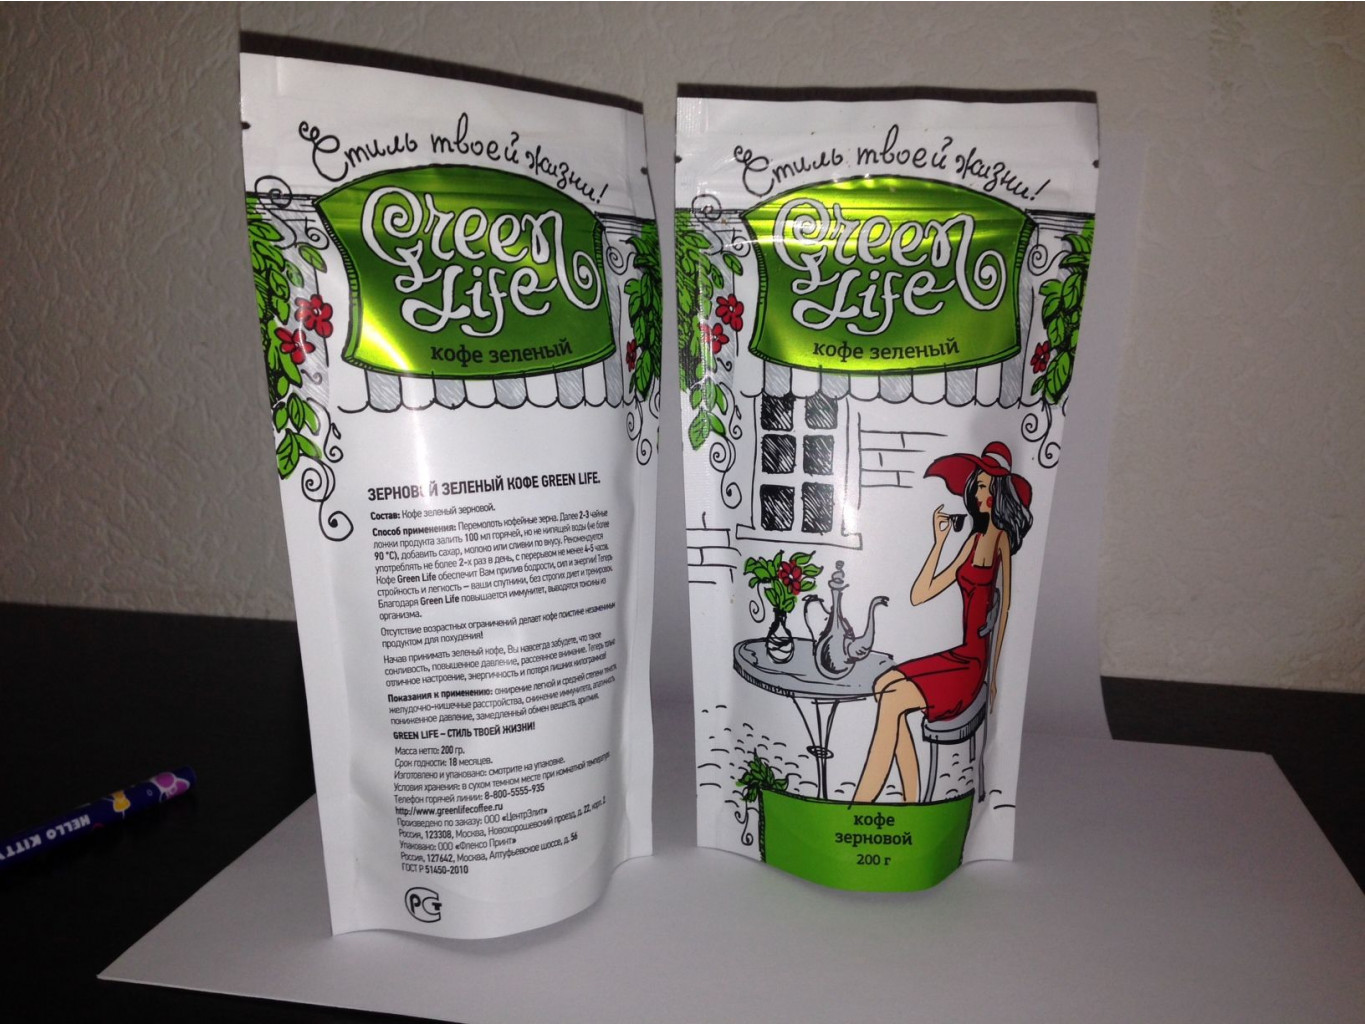 Стиль твоей жизни!
Green
Life
кофе зеленый
ЗЕРНОВОЙ ЗЕЛЕНЫЙ КОФЕ GREEN LIFE.
Состав: Кофе зеленый зерновой.
Способ применения: Перемолоть кофейные зерна. Далее 2-3 чайные
ложки продукта залить 100 мл горячей, но не кипящей воды (не более
90 °C), добавить сахар, молоко или сливки по вкусу. Рекомендуется
употреблять не более 2-х раз в день, с перерывом не менее 4-5 часов.
Кофе Green Life обеспечит Вам прилив бодрости, сил и энергии! Теперь
стройность и легкость – ваши спутники, без строгих диет и тренировок.
Благодаря Green Life повышается иммунитет, выводятся токсины из
организма.
Отсутствие возрастных ограничений делает кофе поистине незаменимым
продуктом для похудения!
Начав принимать зеленый кофе, Вы навсегда забудете, что такое
сонливость, повышенное давление, рассеянное внимание. Теперь только
отличное настроение, энергичность и потеря лишних килограммов!
Показания к применению: ожирение легкой и средней степени тяжести,
желудочно-кишечные расстройства, снижение иммунитета, апатичность,
пониженное давление, замедленный обмен веществ, аритмия.
GREEN LIFE – СТИЛЬ ТВОЕЙ ЖИЗНИ!
Масса нетто: 200 гр.
Срок годности: 18 месяцев.
Изготовлено и упаковано: смотрите на упаковке.
Условия хранения: в сухом темном месте при комнатной температуре
Телефон горячей линии: 8-800-5555-935
http://www.greenlifecoffee.ru
Произведено по заказу: ООО «ЦентрЭлит»
Россия, 123308, Москва, Новохорошевский проезд, д. 22, корп. 2
Упаковано: ООО «Флексо Принт»
Россия, 127642, Москва, Алтуфьевское шоссе, д. 56
ГОСТ Р 51450-2010
РСТ
Стиль твоей жизни!
Green
Life
кофе зеленый
кофе
зерновой
200 г
HELLO KITTY